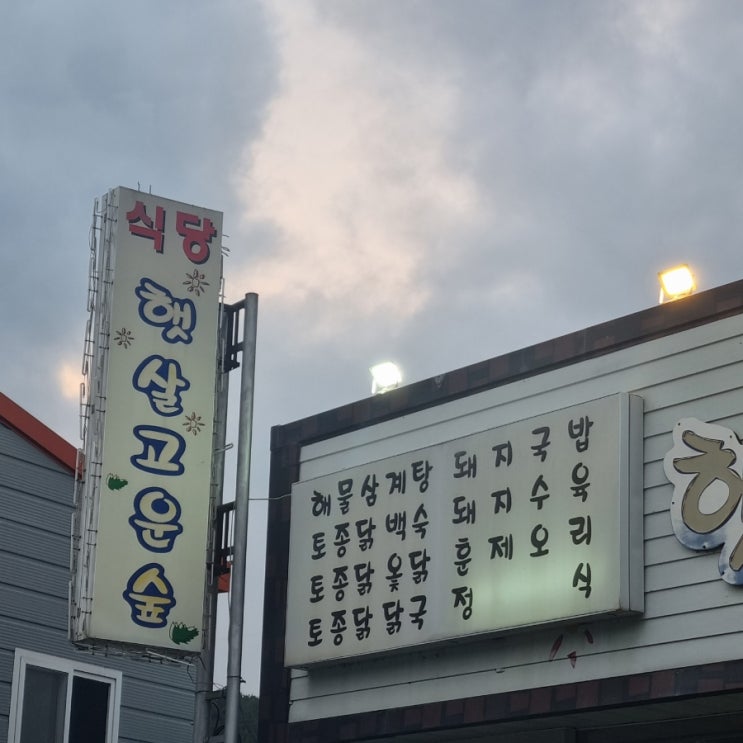 식당
햇살고운숲
해물삼계탕 돼지국밥
토종닭 백숙 돼지수육
토종닭 옻닭 훈제오리
토종닭닭국 정식